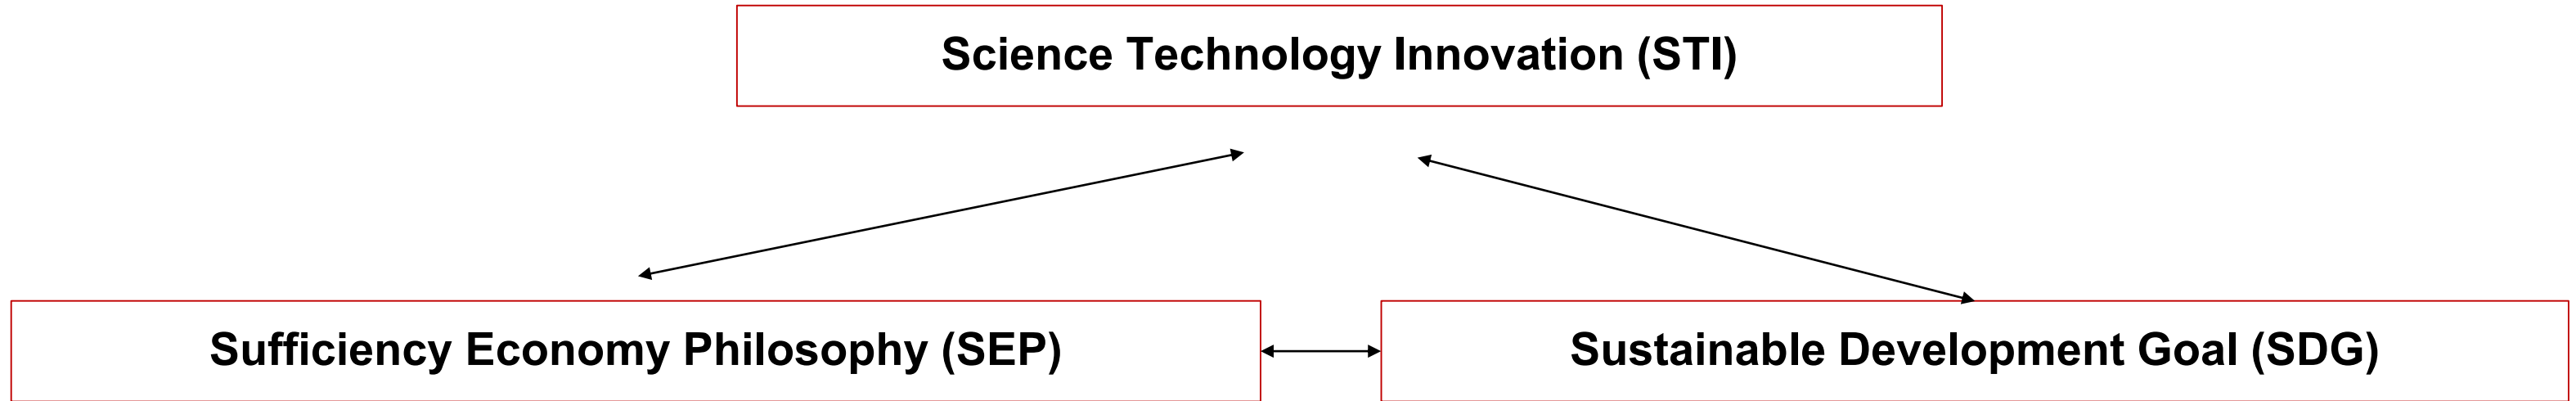 Science Technology Innovation (STI)
Sufficiency Economy Philosophy (SEP)
Sustainable Development Goal (SDG)